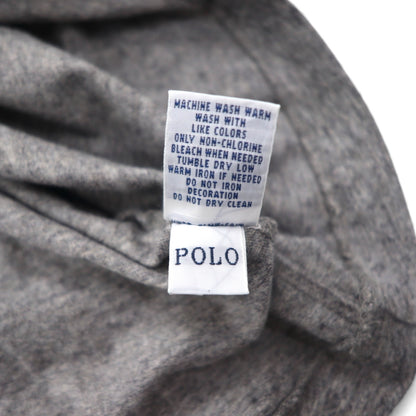 MACHINE WASH WARM
WASH WITH
LIKE COLORS
ONLY NON-CHLORINE
BLEACH WHEN NEEDED
TUMBLE DRY LOW
WARM IRON IF NEEDED
DO NOT IRON
DECORATION
DO NOT DRY CLEAN
POLO